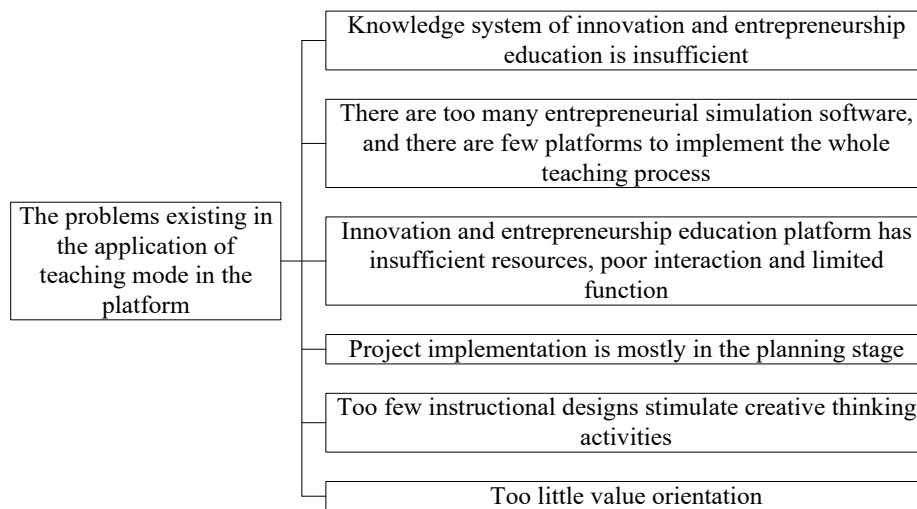 Knowledge system of innovation and entrepreneurship
education is insufficient
There are too many entrepreneurial simulation software,
and there are few platforms to implement the whole
teaching process
The problems existing in
the application of
teaching mode in the
platform
Innovation and entrepreneurship education platform has
insufficient resources, poor interaction and limited
function
Project implementation is mostly in the planning stage
Too few instructional designs stimulate creative thinking
activities
Too little value orientation